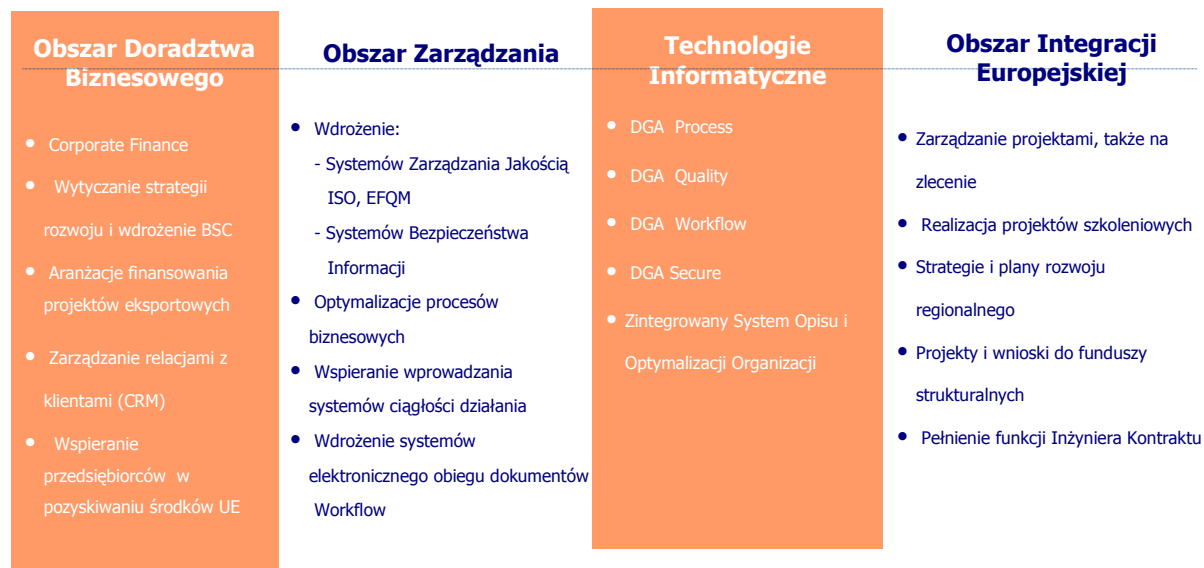 Obszar Doradztwa
Biznesowego
• Corporate Finance
• Wytyczanie strategii
rozwoju i wdrożenie BSC
• Aranżacje finansowania
projektów eksportowych
• Zarządzanie relacjami z
klientami (CRM)
• Wspieranie
przedsiębiorców w
pozyskiwaniu środków UE
Obszar Zarządzania
• Wdrożenie:
- Systemów Zarządzania Jakością
ISO, EFQM
- Systemów Bezpieczeństwa
Informacji
• Optymalizacje procesów
biznesowych
• Wspieranie wprowadzania
systemów ciągłości działania
• Wdrożenie systemów
elektronicznego obiegu dokumentów
Workflow
Technologie
Informatyczne
• DGA Process
• DGA Quality
• DGA Workflow
• DGA Secure
• Zintegrowany System Opisu i
Optymalizacji Organizacji
Obszar Integracji
Europejskiej
• Zarządzanie projektami, także na
zlecenie
• Realizacja projektów szkoleniowych
• Strategie i plany rozwoju
regionalnego
• Projekty i wnioski do funduszy
strukturalnych
• Pełnienie funkcji Inżyniera Kontraktu